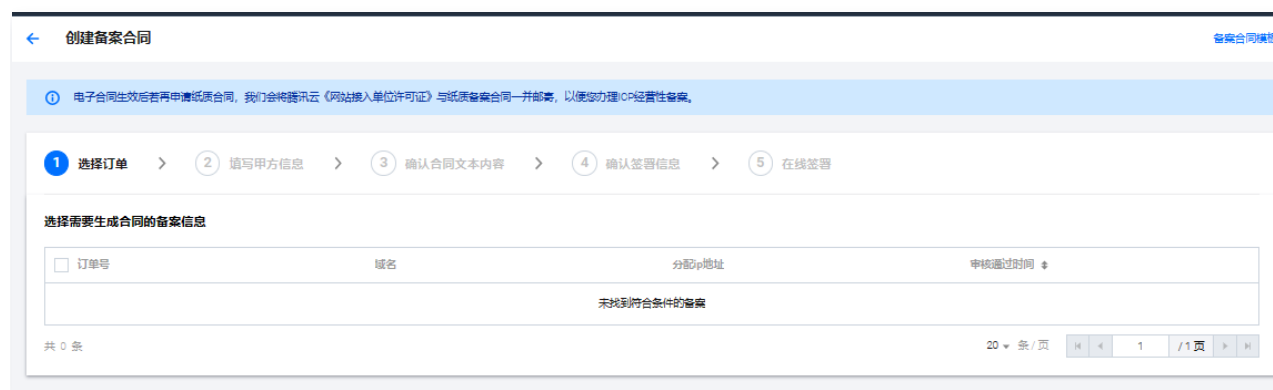 创建备案合同
备案合同模板
电子合同生效后若再申请纸质合同，我们会将腾讯云《网站接入单位许可证》与纸质备案合同一并邮寄，以便您办理ICP经营性备案。
1 选择订单 > 2 填写甲方信息 > 3 确认合同文本内容 > 4 确认签署信息 > 5 在线签署
选择需要生成合同的备案信息
订单号 域名 分配ip地址 审核通过时间
未找到符合条件的备案
共 0 条 20 条/页 1 /1页